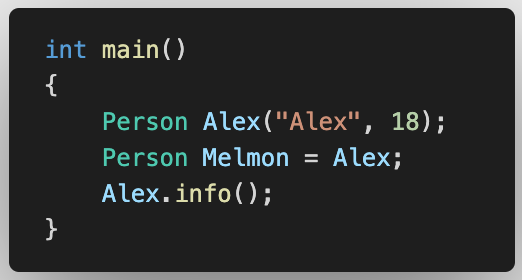 int main()
{
    Person Alex("Alex", 18);
    Person Melmon = Alex;
    Alex.info();
}